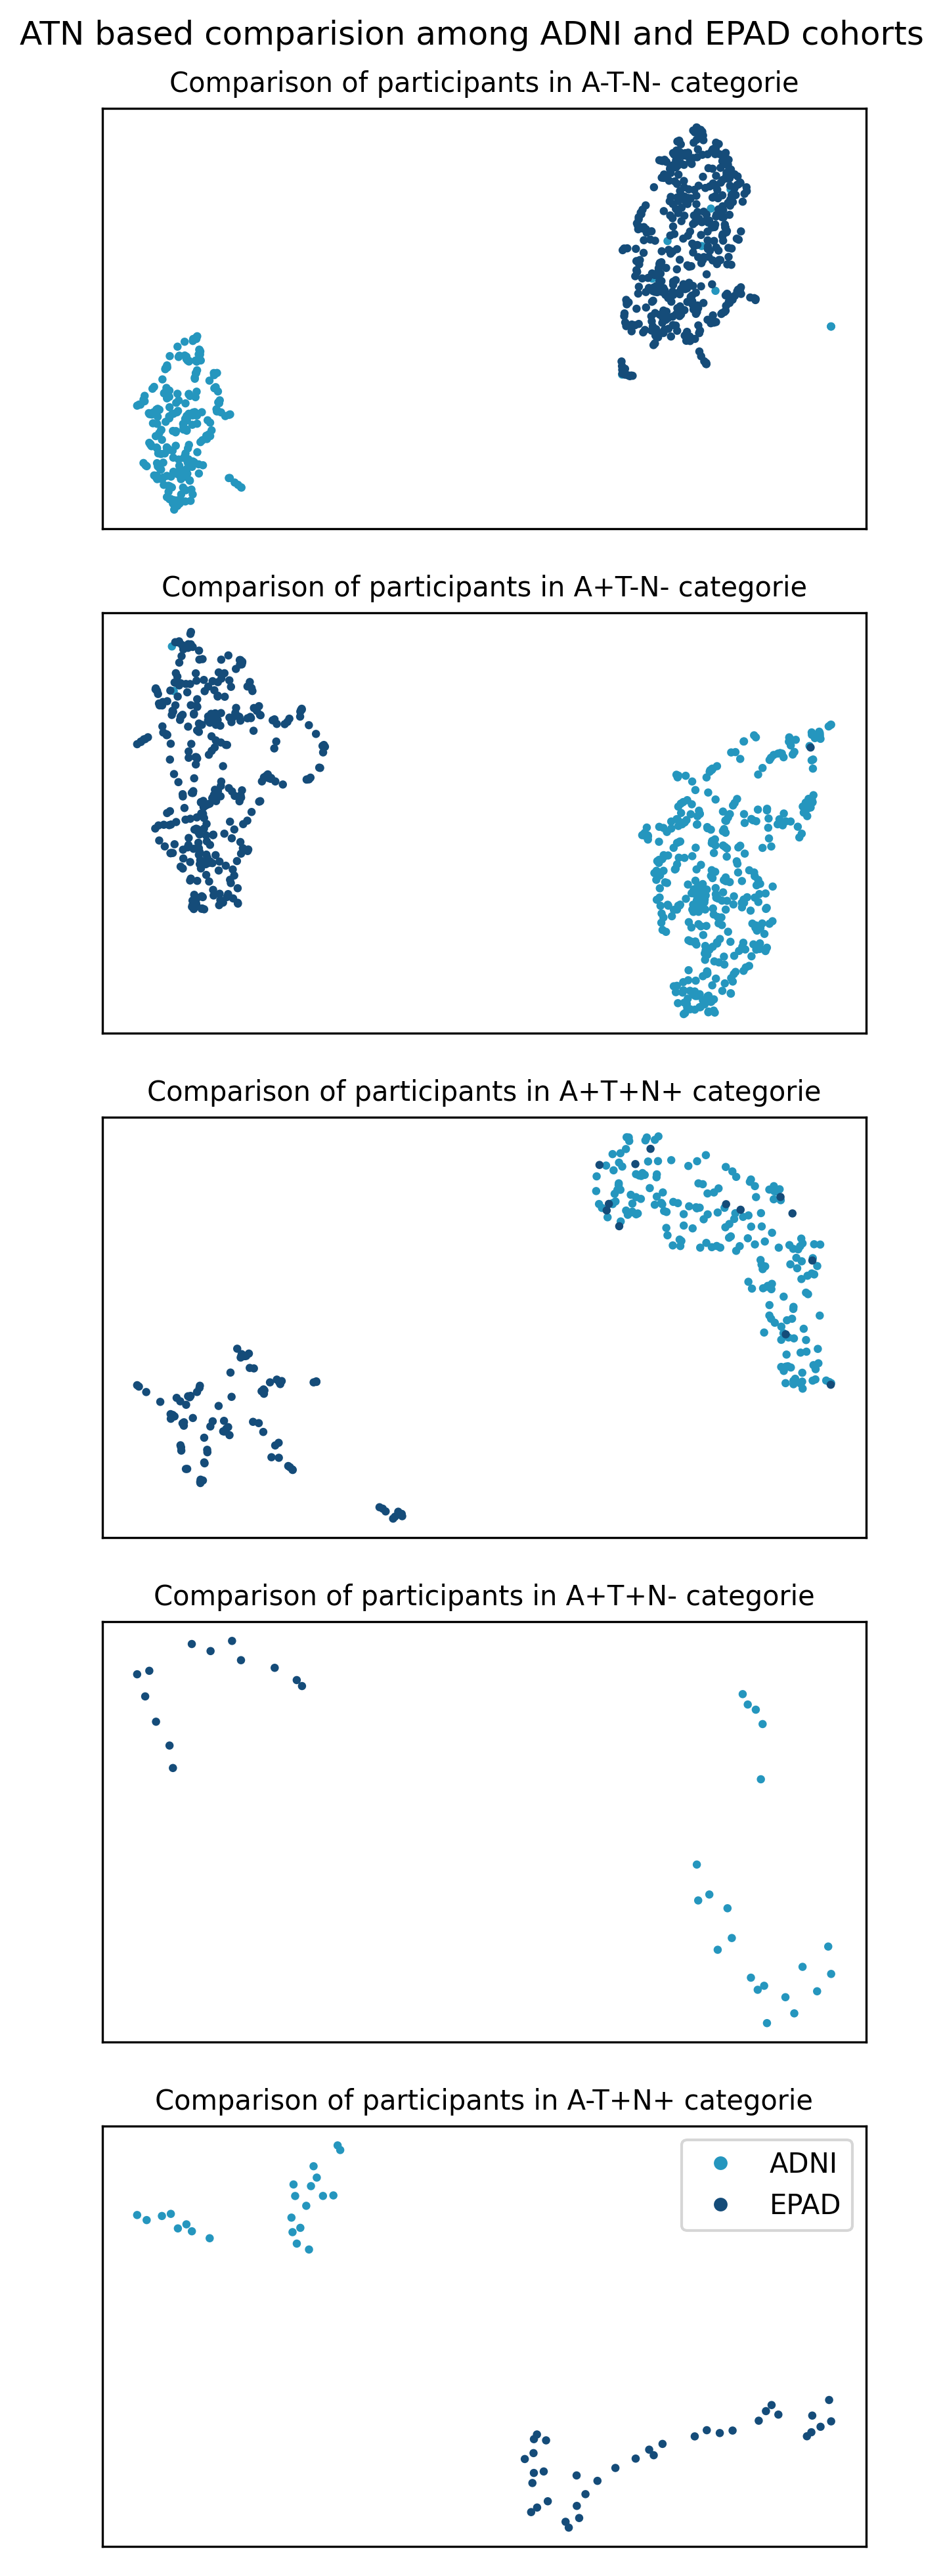 ATN based comparision among ADNI and EPAD cohorts
Comparison of participants in A-T-N- categorie
Comparison of participants in A+T-N- categorie
Comparison of participants in A+T+N+ categorie
Comparison of participants in A+T+N- categorie
Comparison of participants in A-T+N+ categorie
ADNI
EPAD